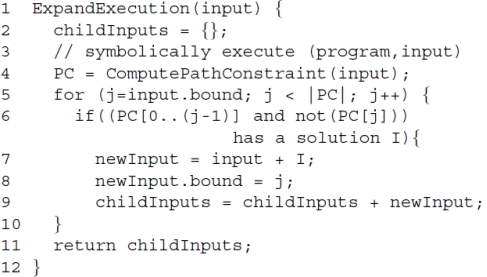 1 ExpandExecution(input) {
2 childInputs = {};
3 // symbolically execute (program,input)
4 PC = ComputePathConstraint(input);
5 for (j=input.bound; j < |PC|; j++) {
6 if((PC[0..(j-1)] and not(PC[j]))
has a solution I){
7 newInput = input + I;
8 newInput.bound = j;
9 childInputs = childInputs + newInput;
10 }
11 return childInputs;
12 }